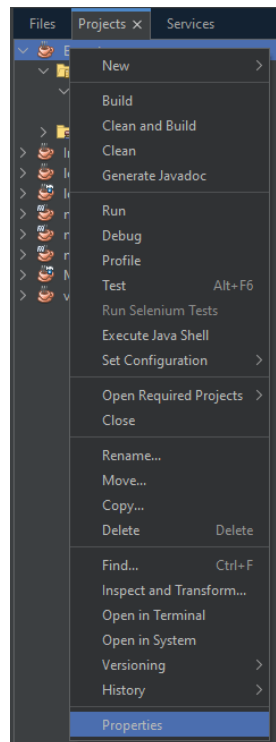 Files Projects × Services
New
Build
Clean and Build
Clean
Generate Javadoc
Run
Debug
Profile
Test Alt+F6
Run Selenium Tests
Execute Java Shell
Set Configuration
Open Required Projects
Close
Rename...
Move...
Copy...
Delete Delete
Find... Ctrl+F
Inspect and Transform...
Open in Terminal
Open in System
Versioning
History
Properties